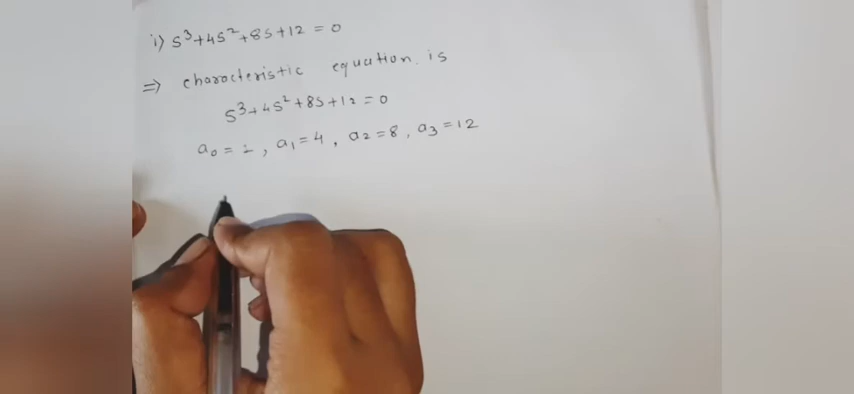 i) s³+4s²+8s+12 = 0
⇒ characteristic equation is
s³+4s²+8s+12 = 0
a₀ = 1, a₁ = 4, a₂ = 8, a₃ = 12